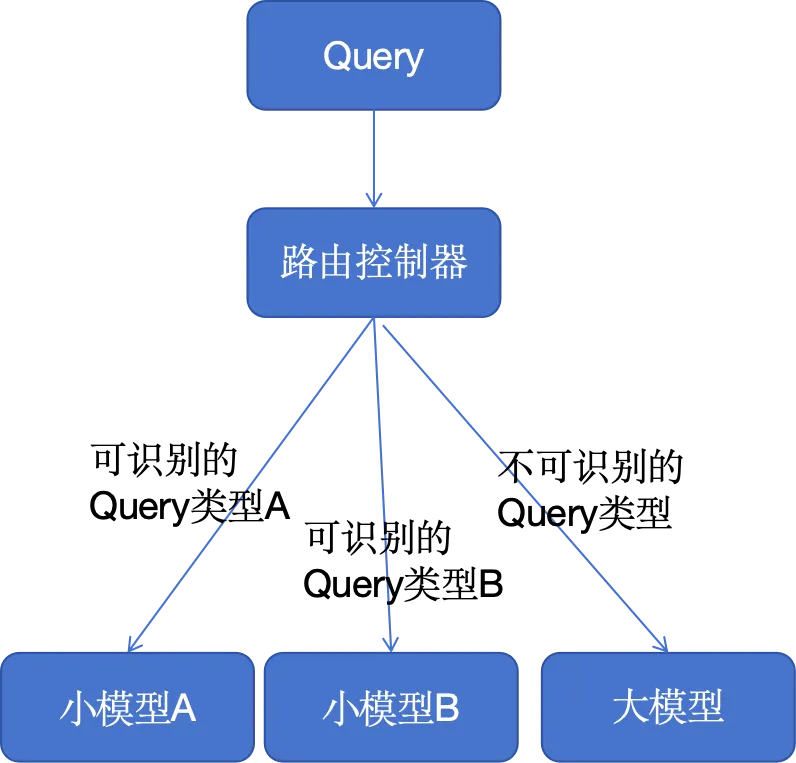 Query
路由控制器
可识别的
Query类型A
可识别的
Query类型B
不可识别的
Query类型
小模型A
小模型B
大模型